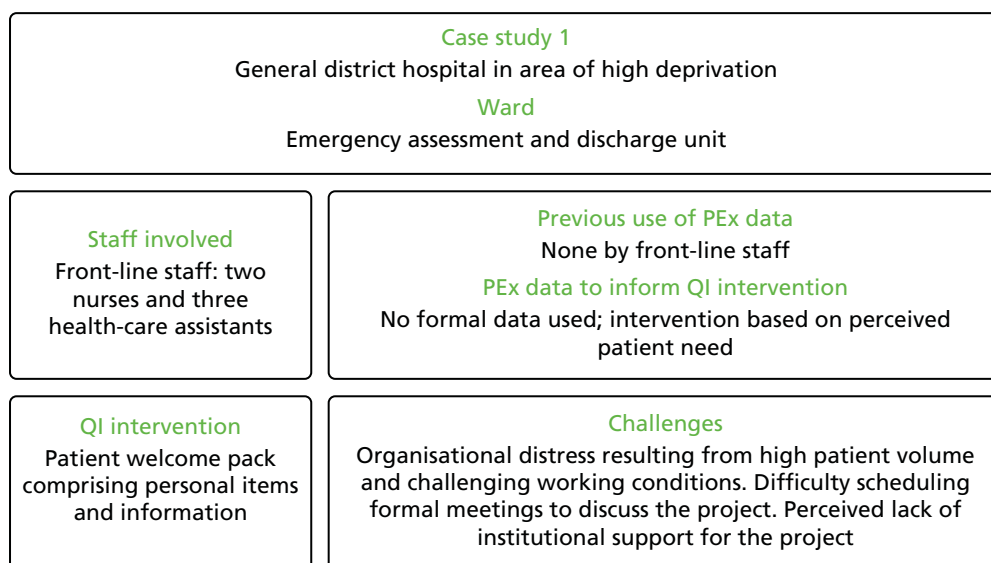 Case study 1
General district hospital in area of high deprivation
Ward
Emergency assessment and discharge unit
Staff involved
Front-line staff: two
nurses and three
health-care assistants
Previous use of PEx data
None by front-line staff
PEx data to inform QI intervention
No formal data used; intervention based on perceived
patient need
QI intervention
Patient welcome pack
comprising personal items
and information
Challenges
Organisational distress resulting from high patient volume
and challenging working conditions. Difficulty scheduling
formal meetings to discuss the project. Perceived lack of
institutional support for the project